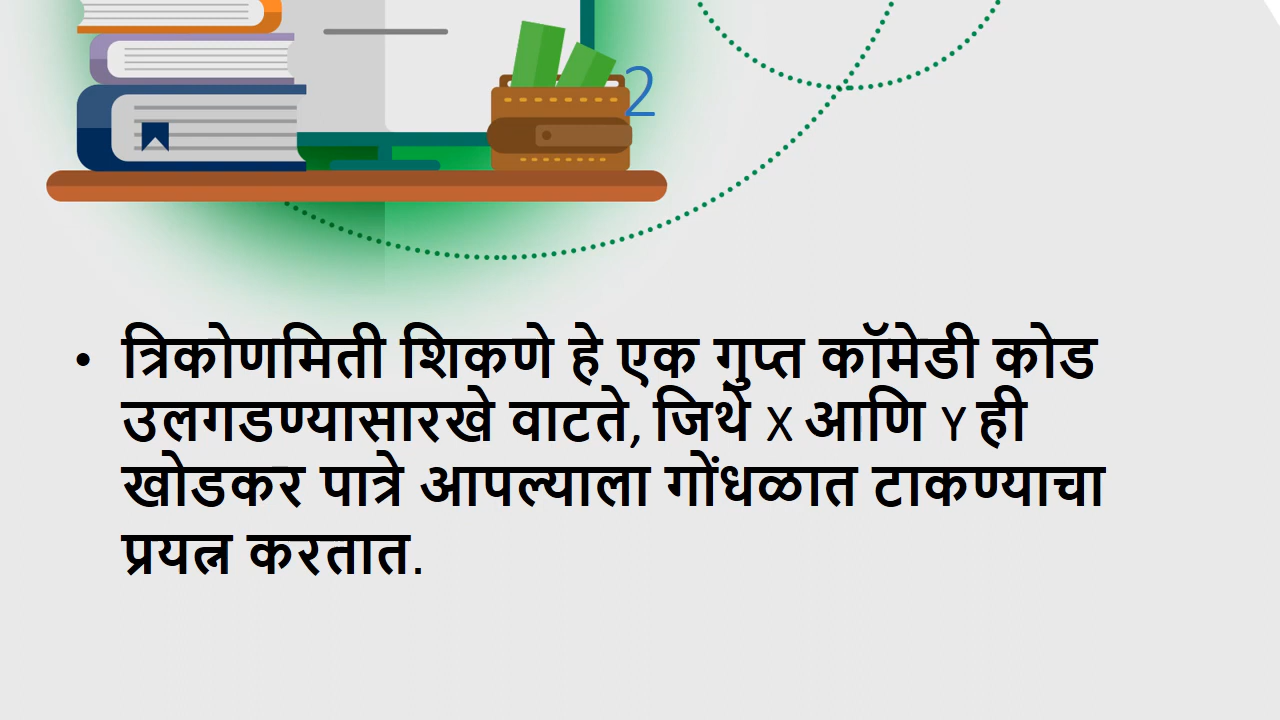 2
• त्रिकोणमिती शिकणे हे एक गुप्त कॉमेडी कोड
उलगडण्यासारखे वाटते, जिथे X आणि Y ही
खोडकर पात्रे आपल्याला गोंधळात टाकण्याचा
प्रयत्न करतात.